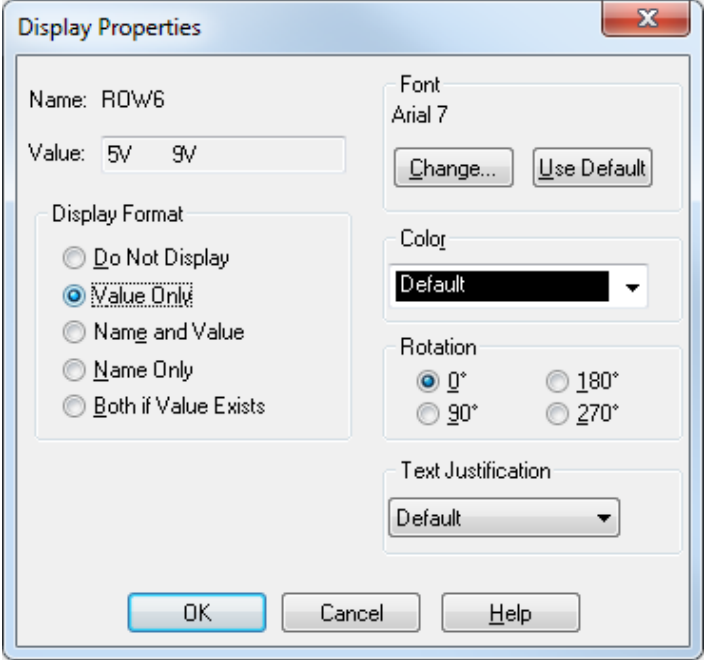 Display Properties
Name: ROW6
Value: 5V 9V
Display Format
Do Not Display
Value Only
Name and Value
Name Only
Both if Value Exists
Font
Arial 7
Change... Use Default
Color
Default
Rotation
0° 180°
90° 270°
Text Justification
Default
OK Cancel Help